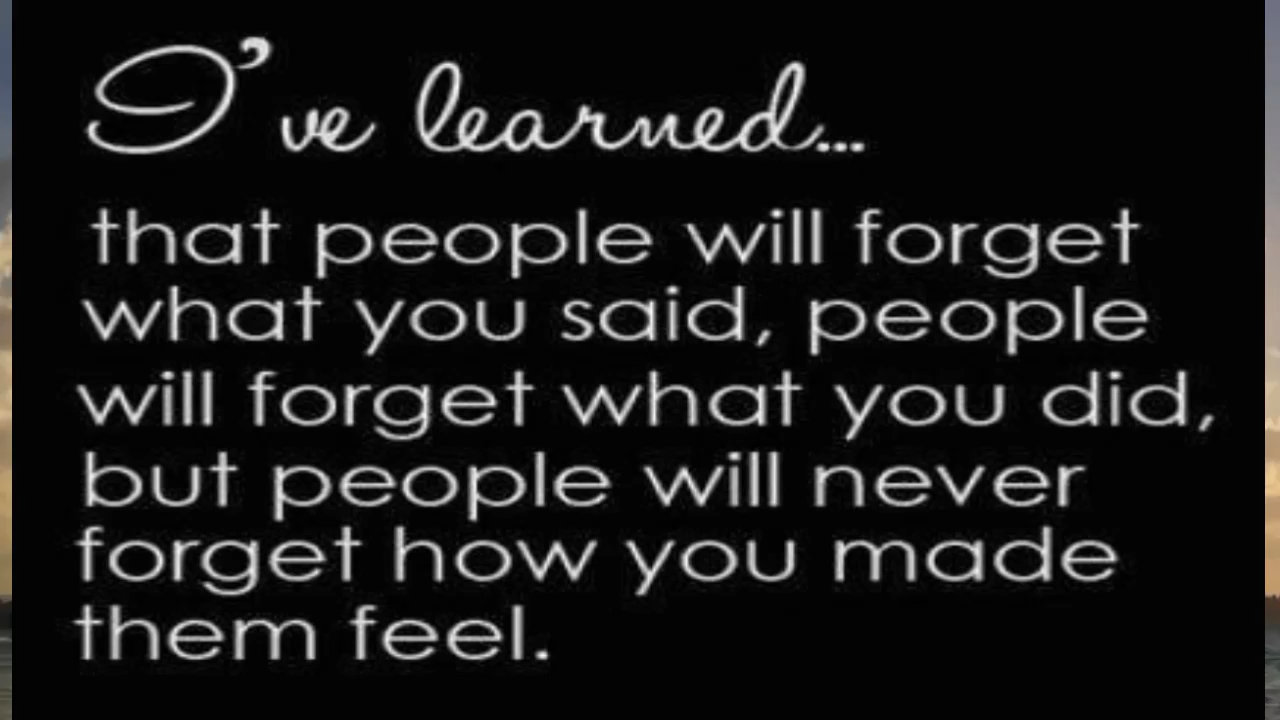 I've learned...
that people will forget
what you said, people
will forget what you did,
but people will never
forget how you made
them feel.